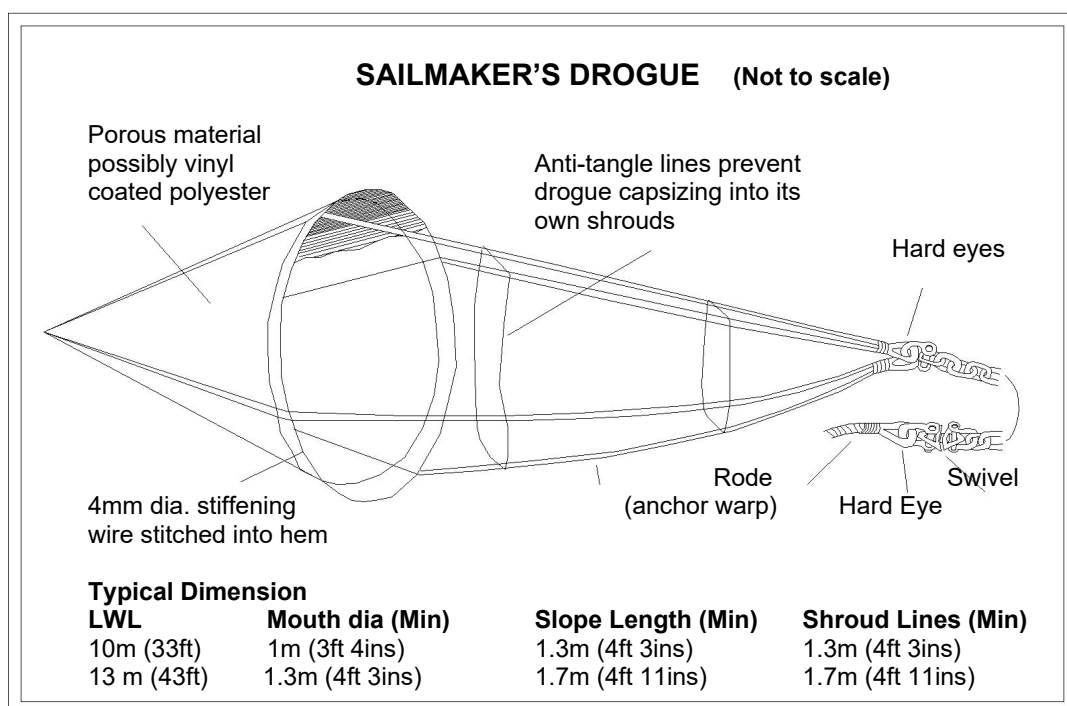 SAILMAKER'S DROGUE (Not to scale)
Porous material
possibly vinyl
coated polyester
Anti-tangle lines prevent
drogue capsizing into its
own shrouds
Hard eyes
4mm dia. stiffening
wire stitched into hem
Rode
(anchor warp)
Hard Eye
Swivel
Typical Dimension
LWL Mouth dia (Min) Slope Length (Min) Shroud Lines (Min)
10m (33ft) 1m (3ft 4ins) 1.3m (4ft 3ins) 1.3m (4ft 3ins)
13 m (43ft) 1.3m (4ft 3ins) 1.7m (4ft 11ins) 1.7m (4ft 11ins)